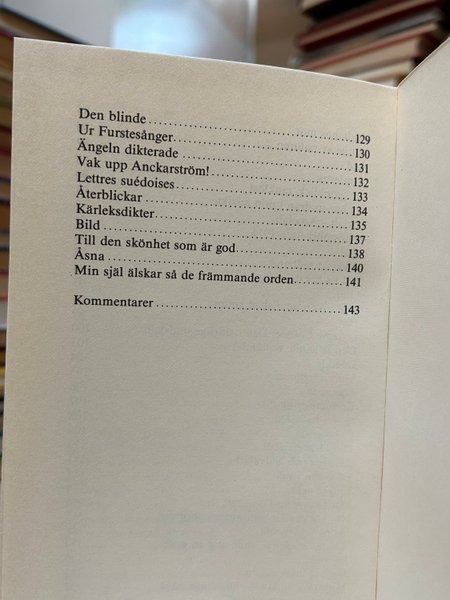 Den blinde ........................................ 129
Ur Furstesånger.................................. 130
Ängeln dikterade ................................ 131
Vak upp Anckarström!........................... 132
Lettres suédoises................................. 133
Återblickar ....................................... 134
Kärleksdikter..................................... 135
Bild ............................................... 137
Till den skönhet som är god..................... 138
Åsna .............................................. 140
Min själ älskar så de främmande orden......... 141
Kommentarer ..................................... 143